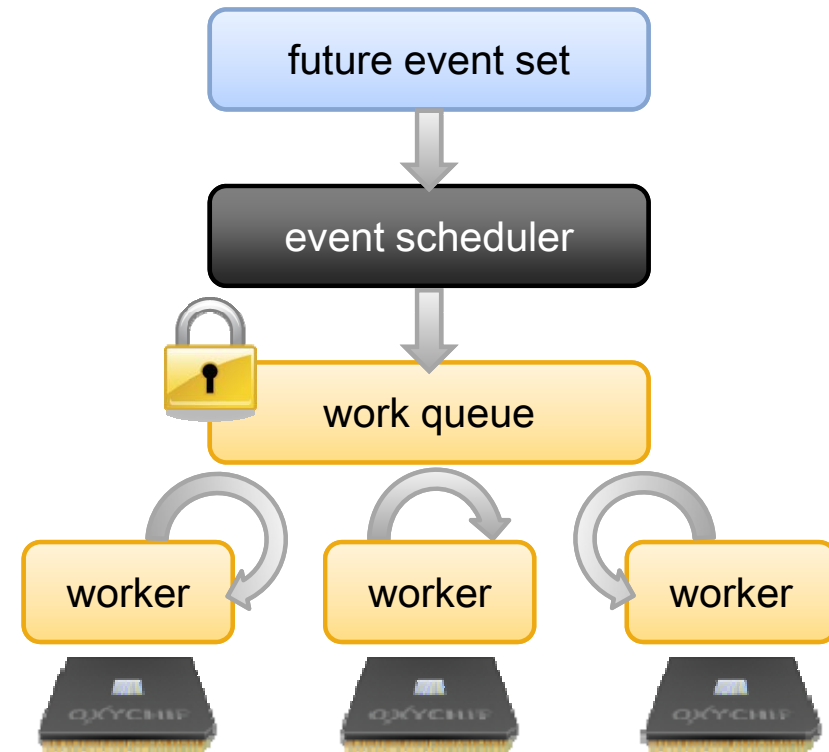 future event set
event scheduler
work queue
worker
worker
worker
OXYCHIP
OXYCHIP
OXYCHIP